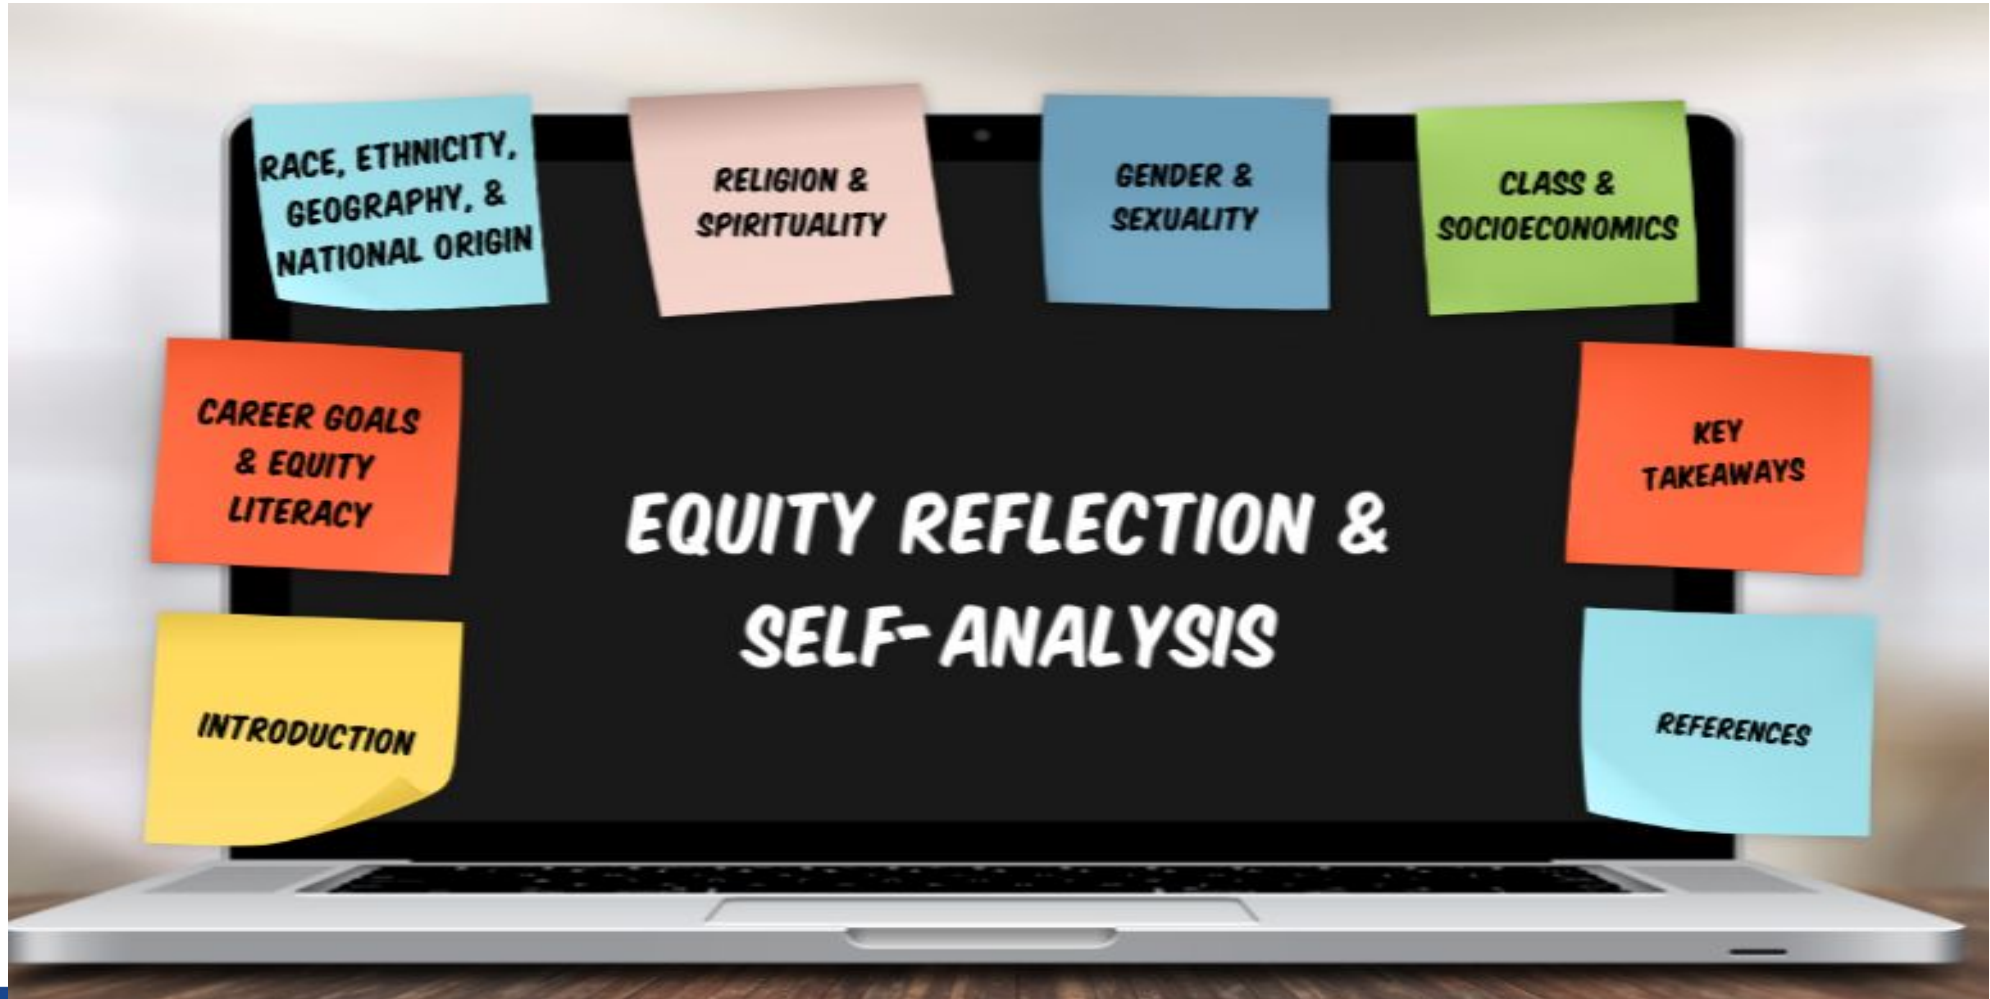 RACE, ETHNICITY,
GEOGRAPHY, &
NATIONAL ORIGIN
RELIGION &
SPIRITUALITY
GENDER &
SEXUALITY
CLASS &
SOCIOECONOMICS
CAREER GOALS
& EQUITY
LITERACY
KEY
TAKEAWAYS
EQUITY REFLECTION &
SELF-ANALYSIS
INTRODUCTION
REFERENCES